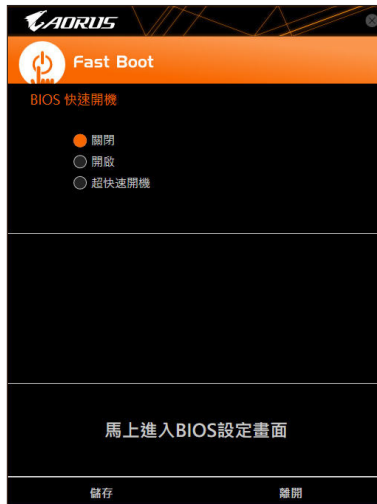 AORUS
Fast Boot
BIOS 快速開機
關閉
開啟
超快速開機
馬上進入BIOS設定畫面
儲存
離開